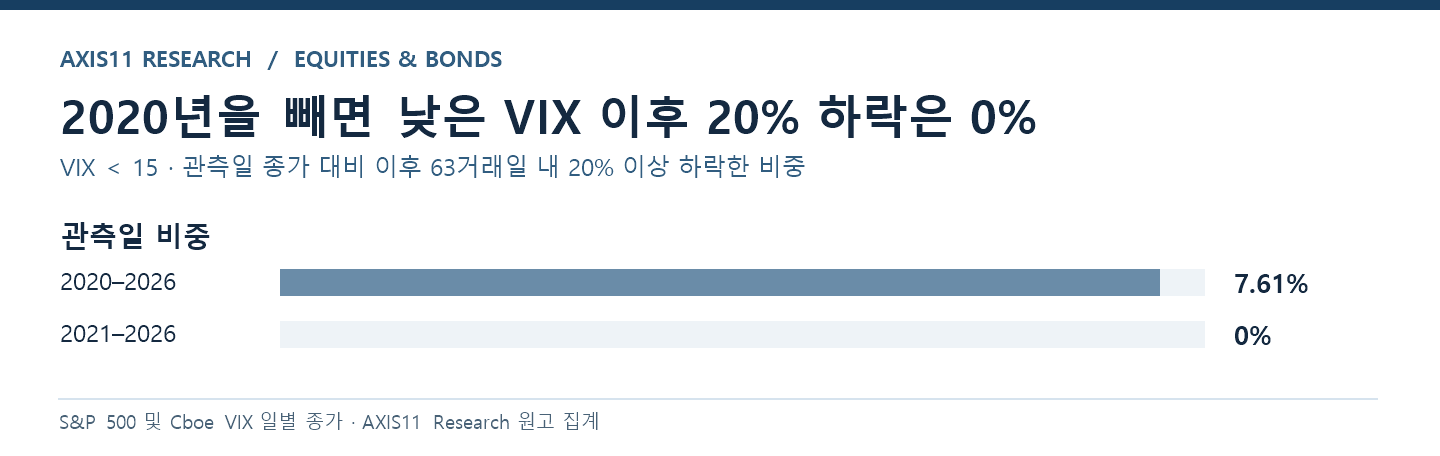 AXIS11 RESEARCH / EQUITIES & BONDS
2020년을 빼면 낮은 VIX 이후 20% 하락은 0%
VIX < 15 · 관측일 종가 대비 이후 63거래일 내 20% 이상 하락한 비중
관측일 비중
2020–2026 7.61%
2021–2026 0%
S&P 500 및 Cboe VIX 일별 종가 · AXIS11 Research 원고 집계